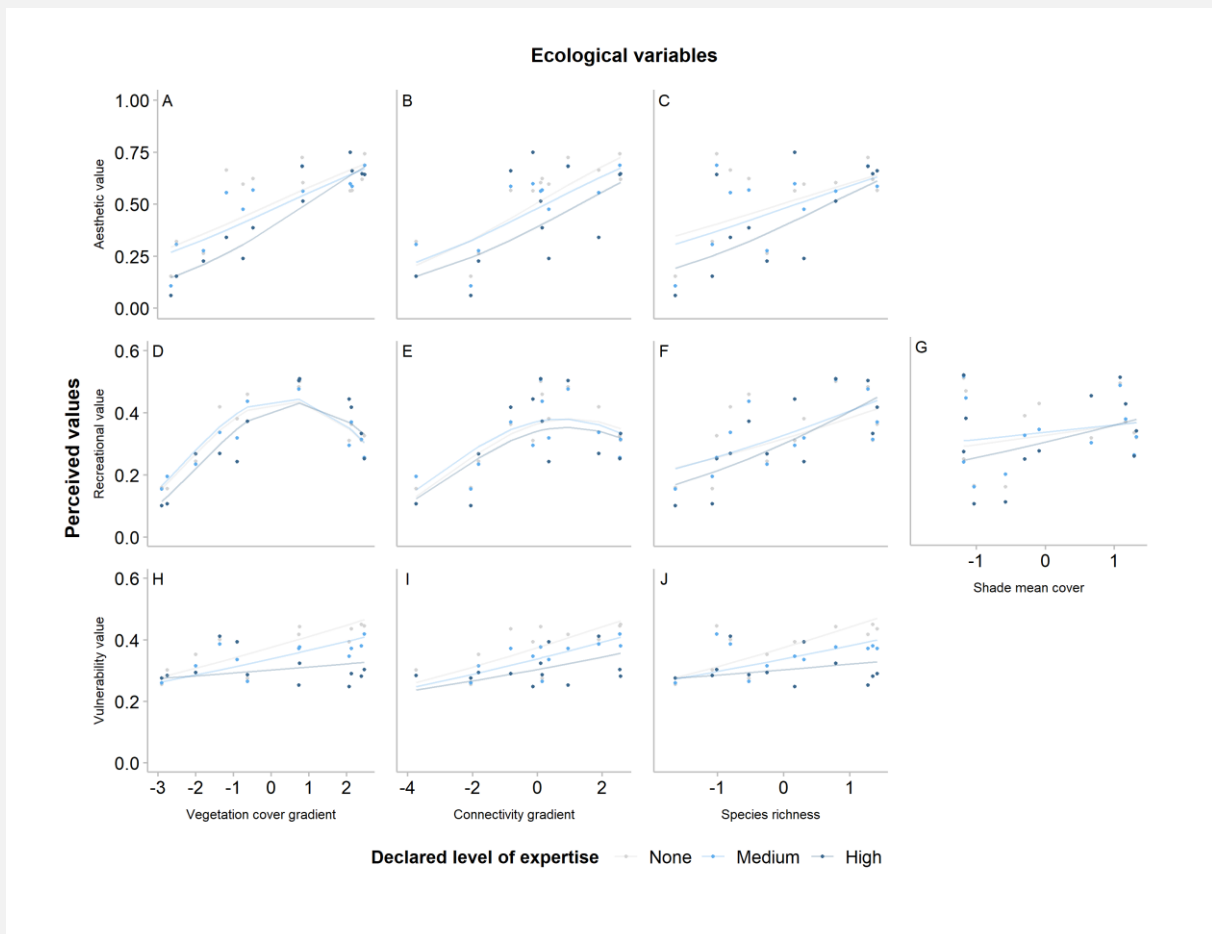 Ecological variables
A
B
C
1.00
0.75
0.50
0.25
0.00
Aesthetic value
D
E
F
G
0.6
0.4
0.2
0.0
Recreational value
Perceived values
-1 0 1
Shade mean cover
H
I
J
0.6
0.4
0.2
0.0
Vulnerability value
-3 -2 -1 0 1 2
-4 -2 0 2
-1 0 1
Vegetation cover gradient
Connectivity gradient
Species richness
Declared level of expertise None Medium High